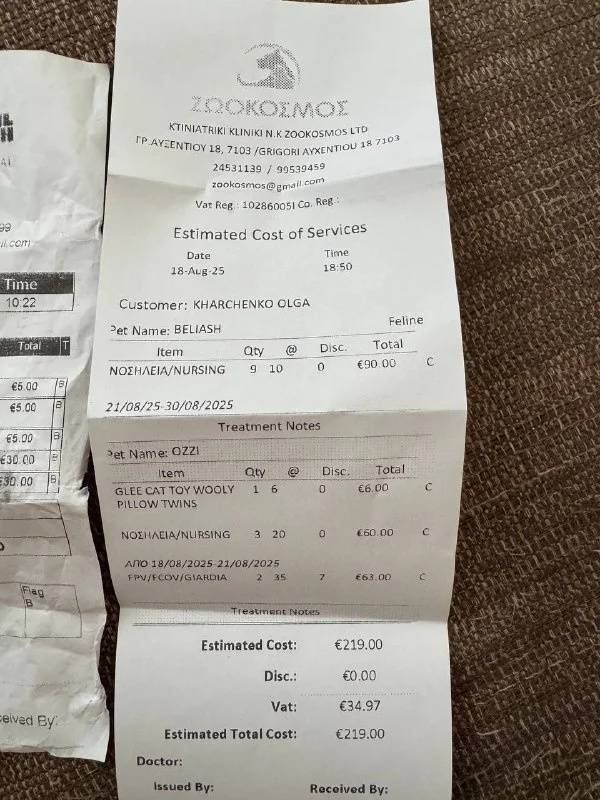 Time
10:22
Total T
€5.00 B
€5.00 B
€5.00 B
€30.00 B
€30.00 B
Flag
B
ΖΩΟΚΟΣΜΟΣ
KTINIATRIKI KLINIKI N.K ZOOKOSMOS LTD
ΓΡ.ΑΥΞΕΝΤΙΟΥ 18, 7103 /GRIGORI AYXENTIOU 18 7103
24531139 / 99539459
zookosmos@gmail.com
Vat Reg.: 10286005I Co. Reg.:
Estimated Cost of Services
Date Time
18-Aug-25 18:50
Customer: KHARCHENKO OLGA
Pet Name: BELIASH Feline
Item Qty @ Disc. Total
ΝΟΣΗΛΕΙΑ/NURSING 9 10 0 €90.00 C
21/08/25-30/08/2025
Treatment Notes
Pet Name: OZZI
Item Qty @ Disc. Total
GLEE CAT TOY WOOLY 1 6 0 €6.00 C
PILLOW TWINS
ΝΟΣΗΛΕΙΑ/NURSING 3 20 0 €60.00 C
ΑΠΟ 18/08/2025-21/08/2025
FPV/FCOV/GIARDIA 2 35 7 €63.00 C
Treatment Notes
Estimated Cost: €219.00
Disc.: €0.00
Vat: €34.97
Estimated Total Cost: €219.00
Doctor:
Issued By: Received By: